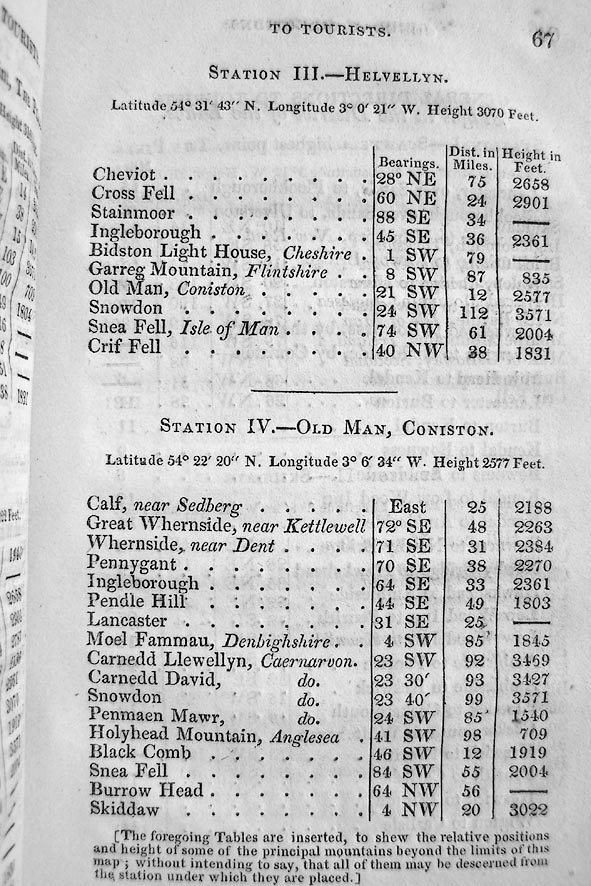 TO TOURISTS. 67
STATION III.—HELVELLYN.
Latitude 54° 31′ 43″ N. Longitude 3° 0′ 21″ W. Height 3070 Feet.
Bearings. Dist. in Miles. Height in Feet.
Cheviot . . . . . . . . . 28° NE 75 2658
Cross Fell . . . . . . . . 60 NE 24 2901
Stainmoor . . . . . . . . 88 SE 34 ——
Ingleborough . . . . . . . 45 SE 36 2361
Bidston Light House, Cheshire . 1 SW 79 ——
Garreg Mountain, Flintshire . . 8 SW 87 835
Old Man, Coniston . . . . . 21 SW 12 2577
Snowdon . . . . . . . . 24 SW 112 3571
Snea Fell, Isle of Man . . . . 74 SW 61 2004
Crif Fell . . . . . . . . 40 NW 38 1831
STATION IV.—OLD MAN, CONISTON.
Latitude 54° 22′ 20″ N. Longitude 3° 6′ 34″ W. Height 2577 Feet.
Calf, near Sedberg . . . . . East 25 2188
Great Whernside, near Kettlewell 72° SE 48 2263
Whernside, near Dent . . . . 71 SE 31 2384
Pennygant . . . . . . . . 70 SE 38 2270
Ingleborough . . . . . . . 64 SE 33 2361
Pendle Hill . . . . . . . 44 SE 49 1803
Lancaster . . . . . . . . 31 SE 25 ——
Moel Fammau, Denbighshire . . 4 SW 85 1845
Carnedd Llewellyn, Caernarvon. 23 SW 92 3469
Carnedd David, do. 23 30′ 93 3427
Snowdon do. 23 40′ 99 3571
Penmaen Mawr, do. 24 SW 85 1540
Holyhead Mountain, Anglesea . 41 SW 98 709
Black Comb . . . . . . . 46 SW 12 1919
Snea Fell . . . . . . . . 84 SW 55 2004
Burrow Head . . . . . . . 64 NW 56 ——
Skiddaw . . . . . . . . 4 NW 20 3022
[The foregoing Tables are inserted, to shew the relative positions
and height of some of the principal mountains beyond the limits of this
map; without intending to say, that all of them may be descerned from
the station under which they are placed.]